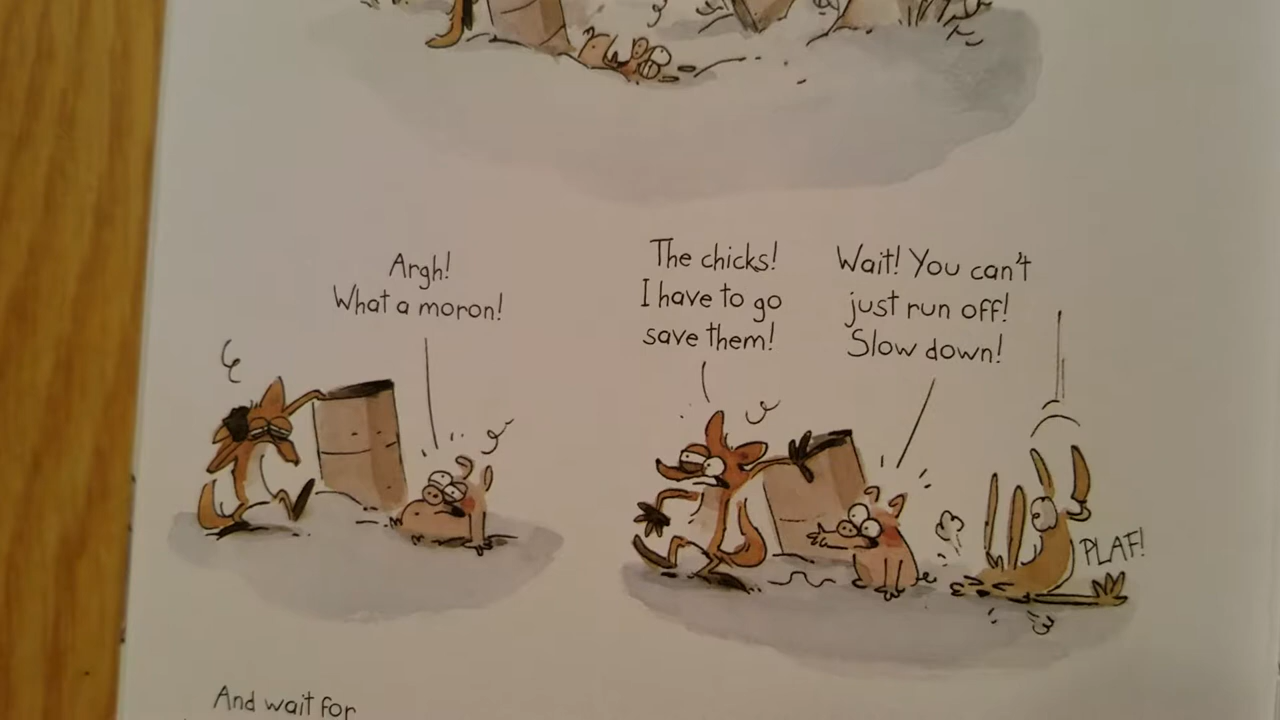 Argh!
What a moron!
The chicks!
I have to go
save them!
Wait! You can't
just run off!
Slow down!
PLAF!
And wait for